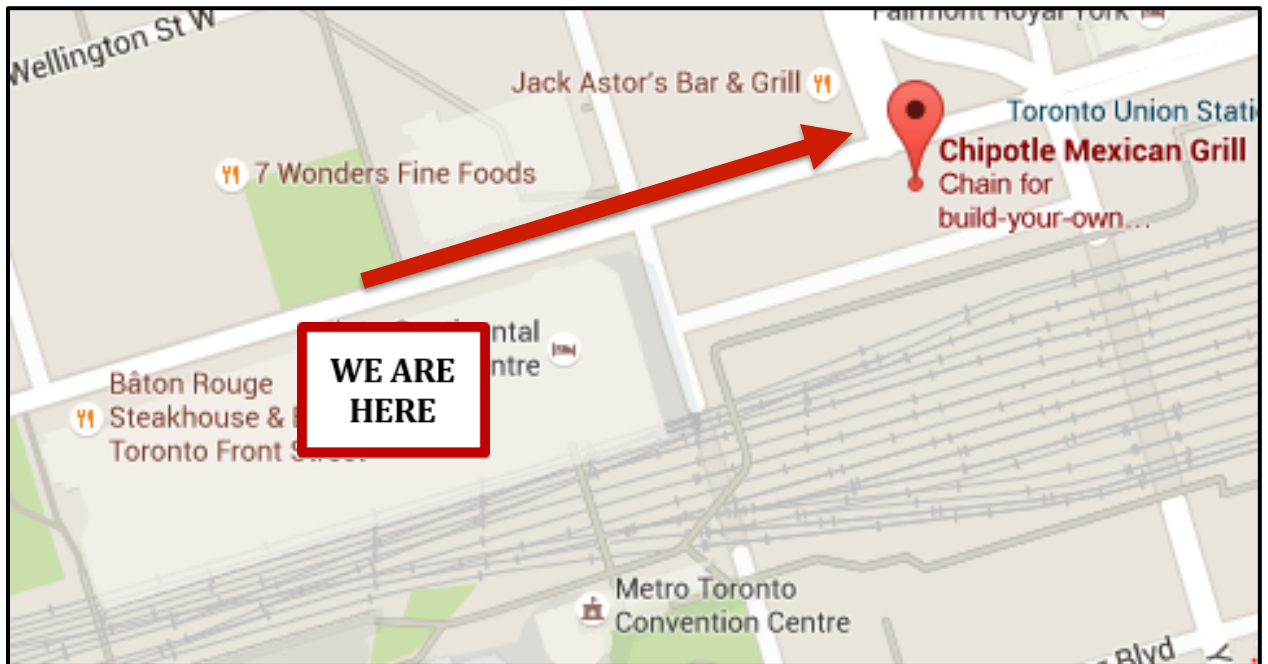 Wellington St W
Fairmont Royal York
Jack Astor's Bar & Grill
Toronto Union Stati
7 Wonders Fine Foods
Chipotle Mexican Grill
Chain for
build-your-own...
ntal
ntre
WE ARE
HERE
Bâton Rouge
Steakhouse &
Toronto Front Street
Metro Toronto
Convention Centre
Blvd